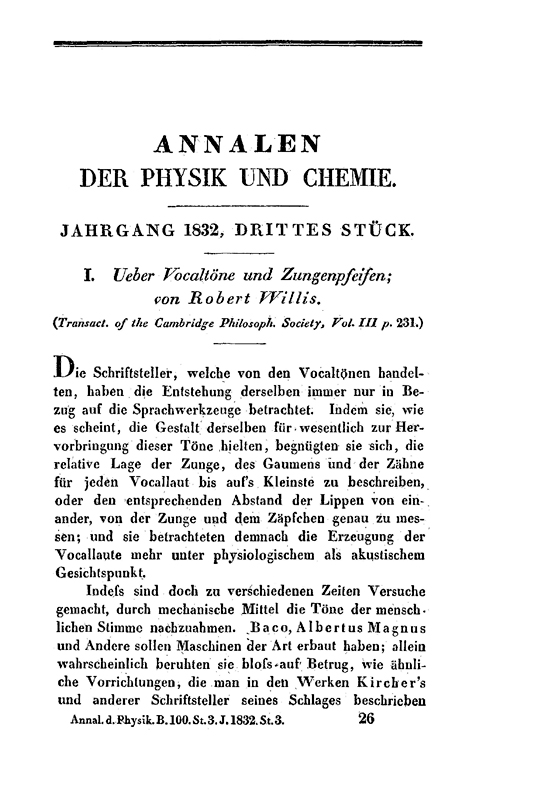 ANNALEN
DER PHYSIK UND CHEMIE.
JAHRGANG 1832, DRITTES STÜCK.
I. Ueber Vocaltöne und Zungenpfeifen;
von Robert Willis.
(Transact. of the Cambridge Philosoph. Society, Vol. III p. 231.)
Die Schriftsteller, welche von den Vocaltönen handel-
ten, haben die Entstehung derselben immer nur in Be-
zug auf die Sprachwerkzeuge betrachtet. Indem sie, wie
es scheint, die Gestalt derselben für wesentlich zur Her-
vorbringung dieser Töne hielten, begnügten sie sich, die
relative Lage der Zunge, des Gaumens und der Zähne
für jeden Vocallaut bis auf's Kleinste zu beschreiben,
oder den entsprechenden Abstand der Lippen von ein-
ander, von der Zunge und dem Zäpfchen genau zu mes-
sen; und sie betrachteten demnach die Erzeugung der
Vocallaute mehr unter physiologischem als akustischem
Gesichtspunkt.
Indefs sind doch zu verschiedenen Zeiten Versuche
gemacht, durch mechanische Mittel die Töne der mensch-
lichen Stimme nachzuahmen. Baco, Albertus Magnus
und Andere sollen Maschinen der Art erbaut haben; allein
wahrscheinlich beruhten sie blofs auf Betrug, wie ähnli-
che Vorrichtungen, die man in den Werken Kircher's
und anderer Schriftsteller seines Schlages beschrieben
Annal. d. Physik. B. 100. St. 3. J. 1832. St. 3. 26